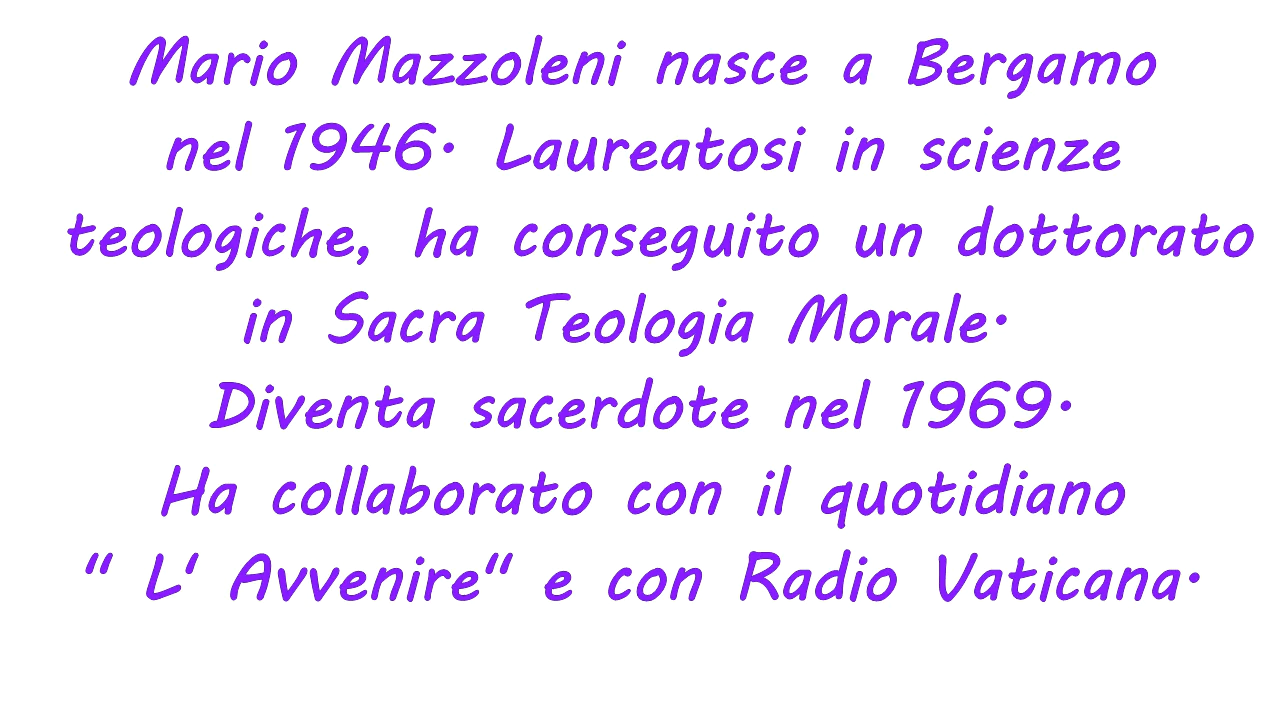 Mario Mazzoleni nasce a Bergamo
nel 1946. Laureatosi in scienze
teologiche, ha conseguito un dottorato
in Sacra Teologia Morale.
Diventa sacerdote nel 1969.
Ha collaborato con il quotidiano
" L' Avvenire" e con Radio Vaticana.